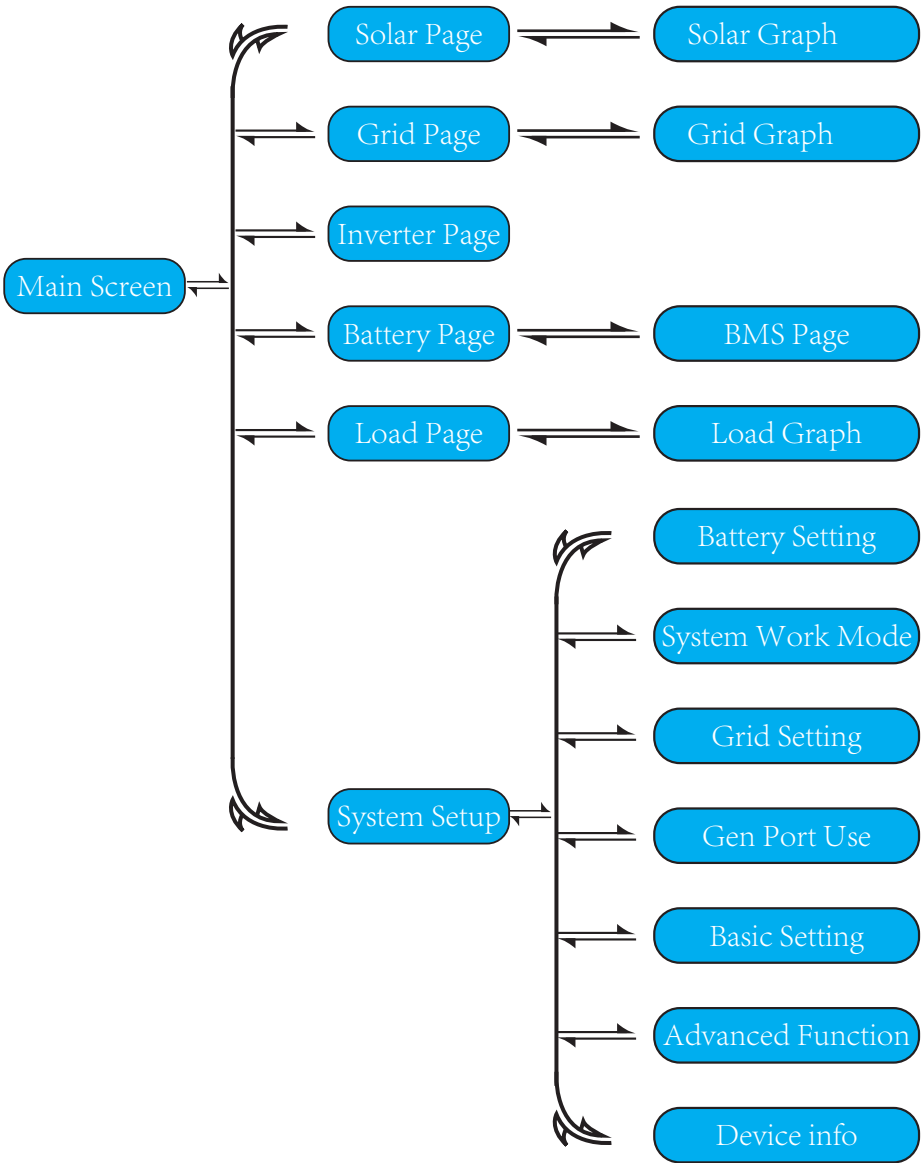 Solar Page
Solar Graph
Grid Page
Grid Graph
Inverter Page
Main Screen
Battery Page
BMS Page
Load Page
Load Graph
Battery Setting
System Work Mode
Grid Setting
System Setup
Gen Port Use
Basic Setting
Advanced Function
Device info